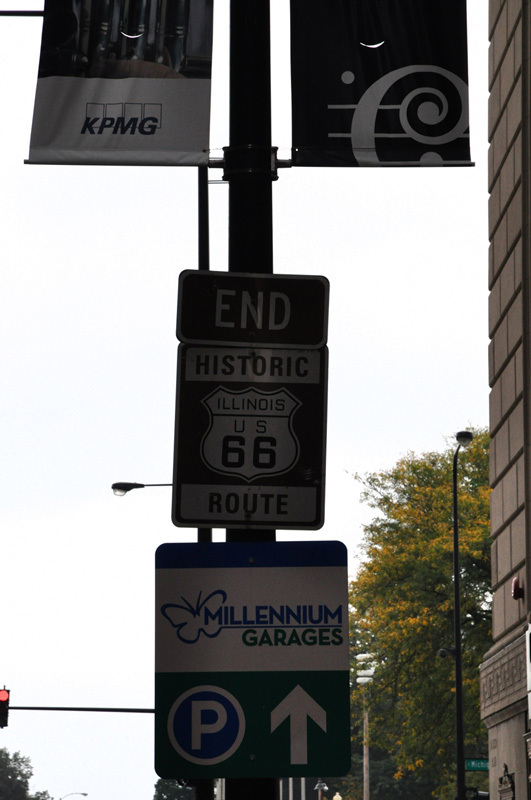 KPMG
END
HISTORIC
ILLINOIS
U S
66
ROUTE
MILLENNIUM
GARAGES
P